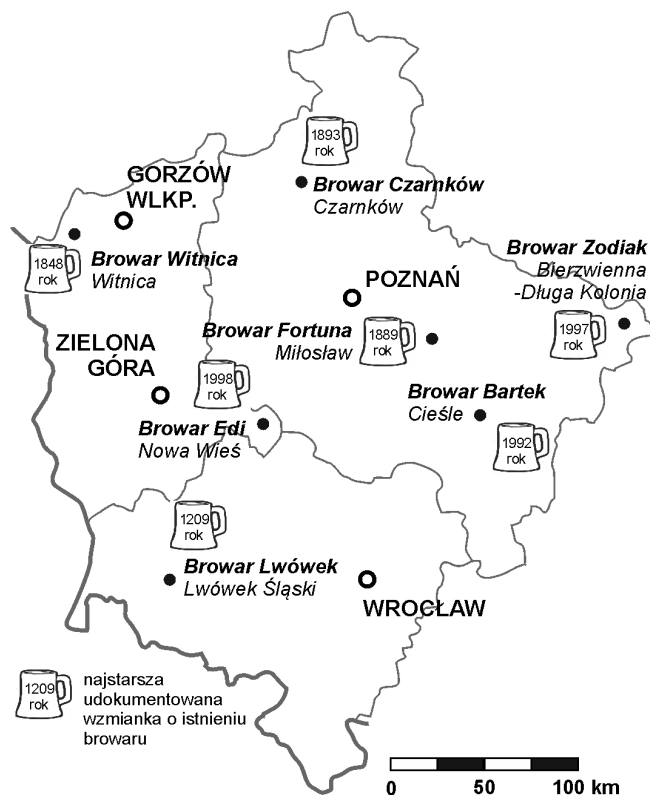 1893
rok
GORZÓW
WLKP.
Browar Czarnków
Czarnków
Browar Witnica
Witnica
1848
rok
Browar Zodiak
Bierzwienna
-Długa Kolonia
1997
rok
POZNAŃ
Browar Fortuna
Miłosław
1889
rok
ZIELONA
GÓRA
1998
rok
Browar Bartek
Cieśle
1992
rok
Browar Edi
Nowa Wieś
1209
rok
Browar Lwówek
Lwówek Śląski
WROCŁAW
1209
rok
najstarsza
udokumentowana
wzmianka o istnieniu
browaru
0 50 100 km